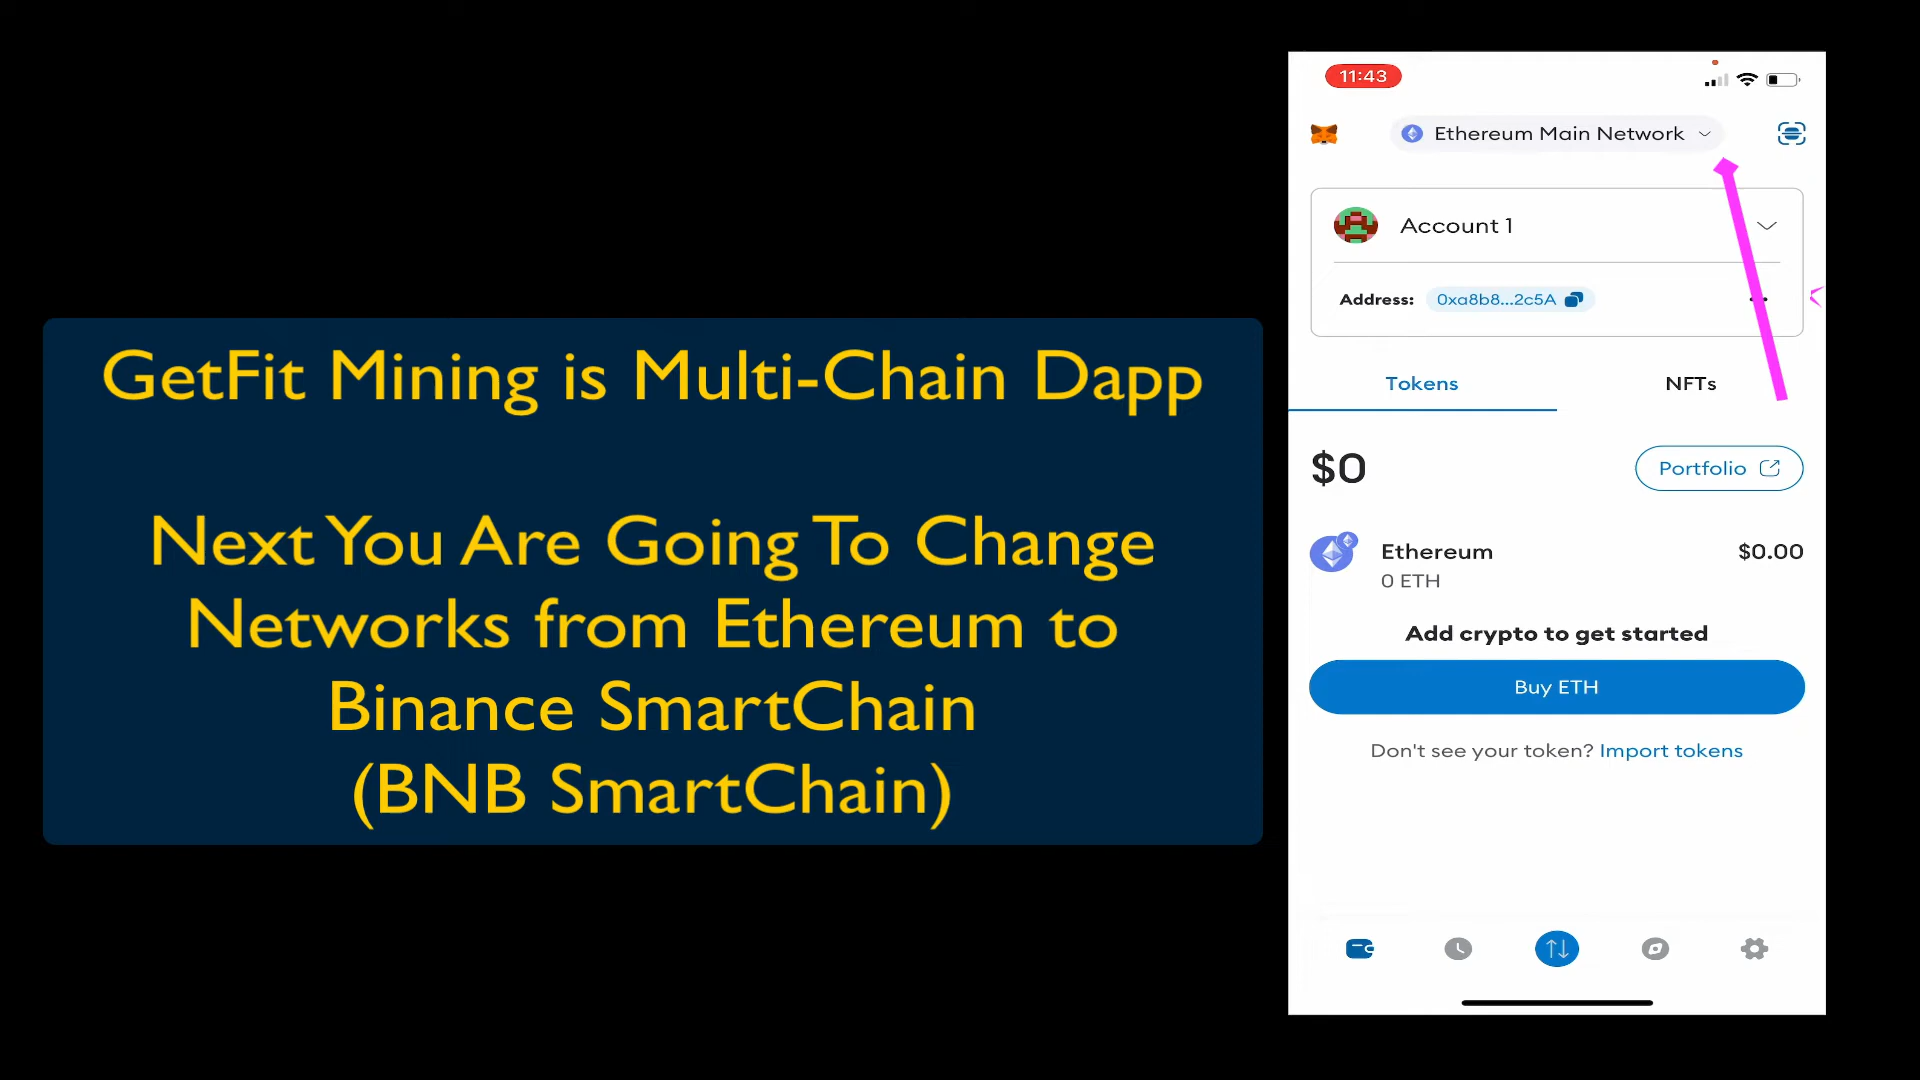 GetFit Mining is Multi-Chain Dapp
Next You Are Going To Change
Networks from Ethereum to
Binance SmartChain
(BNB SmartChain)
11:43
Ethereum Main Network
Account 1
Address: 0xa8b8...2c5A
Tokens NFTs
$0 Portfolio
Ethereum $0.00
0 ETH
Add crypto to get started
Buy ETH
Don't see your token? Import tokens